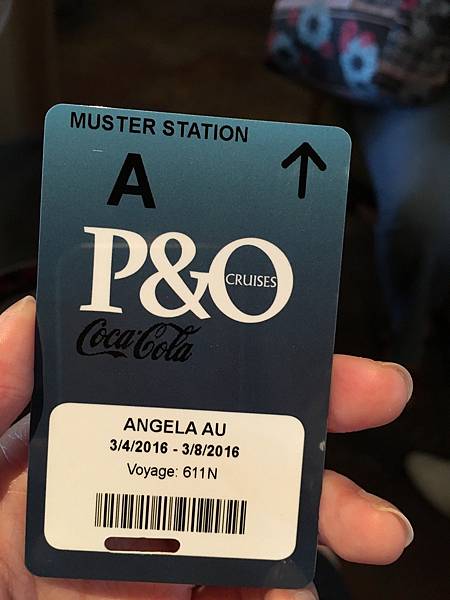 MUSTER STATION
A
P&O
CRUISES
Coca-Cola
ANGELA AU
3/4/2016 - 3/8/2016
Voyage: 611N